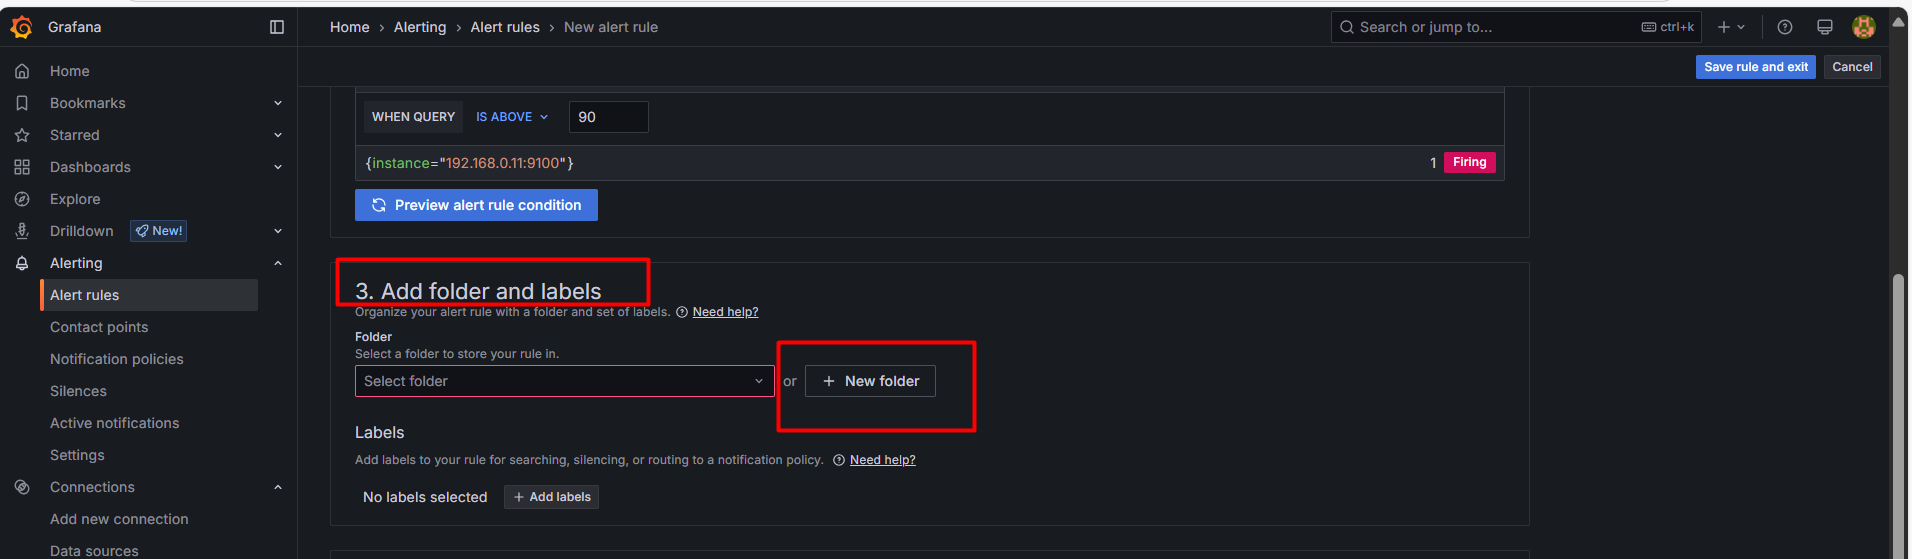 Grafana
Home › Alerting › Alert rules › New alert rule
Search or jump to...
ctrl+k
Save rule and exit
Cancel
Home
Bookmarks
Starred
Dashboards
Explore
Drilldown
New!
Alerting
Alert rules
Contact points
Notification policies
Silences
Active notifications
Settings
Connections
Add new connection
Data sources
WHEN QUERY IS ABOVE 90
{instance="192.168.0.11:9100"}
1 Firing
Preview alert rule condition
3. Add folder and labels
Organize your alert rule with a folder and set of labels. Need help?
Folder
Select a folder to store your rule in.
Select folder
or
+ New folder
Labels
Add labels to your rule for searching, silencing, or routing to a notification policy. Need help?
No labels selected
+ Add labels